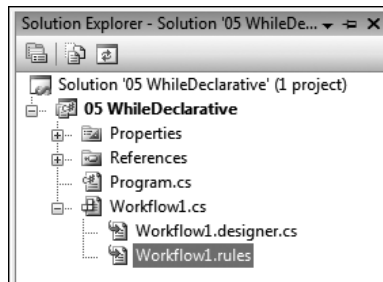 Solution Explorer - Solution '05 WhileDe...
Solution '05 WhileDeclarative' (1 project)
05 WhileDeclarative
Properties
References
Program.cs
Workflow1.cs
Workflow1.designer.cs
Workflow1.rules